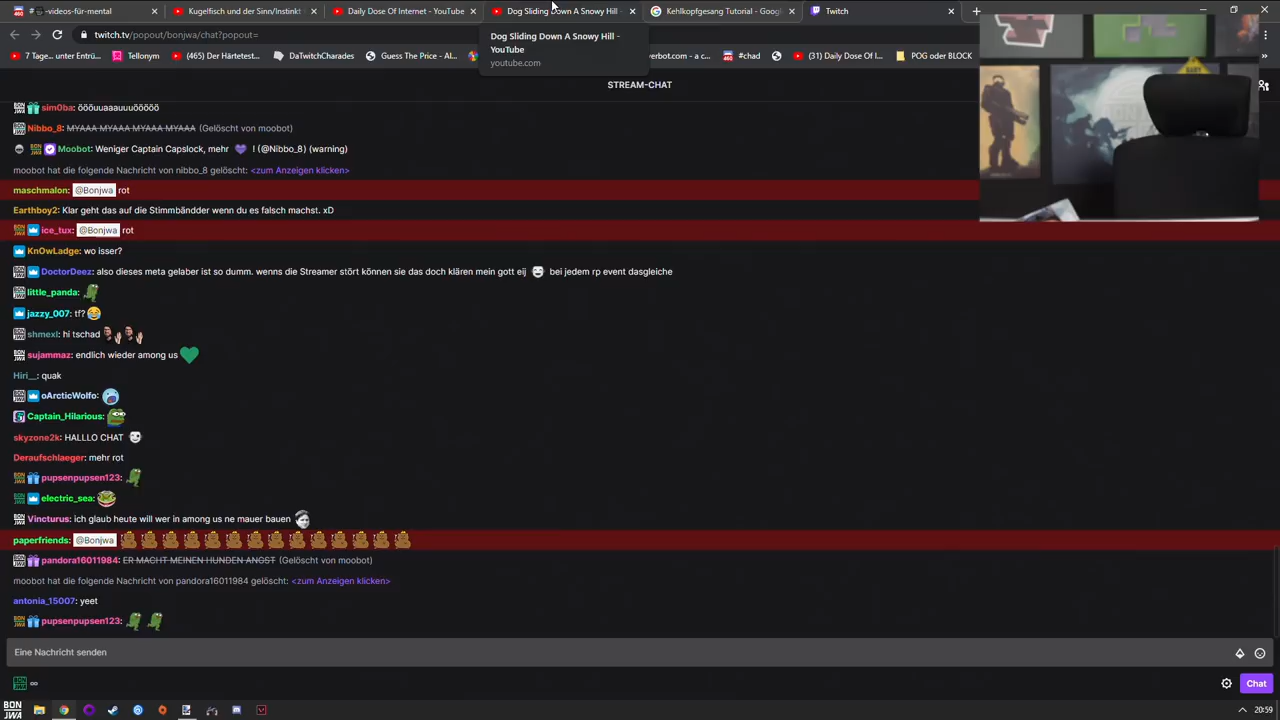 -videos-für-mental
Kugelfisch und der Sinn/Instinkt
Daily Dose Of Internet - YouTube
Dog Sliding Down A Snowy Hill -
Kehlkopfgesang Tutorial - Googl
Twitch
twitch.tv/popout/bonjwa/chat?popout=
Dog Sliding Down A Snowy Hill -
YouTube
youtube.com
7 Tage... unten drun
Tellonym
(465) Der Härtetest...
DaTwitchCharades
Guess The Price - Al...
verbot.com - a c...
#chad
(31) Daily Dose Of I...
POG oder BLOCK
STREAM-CHAT
sim0ba: öööuuaaauuuööööö
Nibbo_8: MYAAA MYAAA MYAAA MYAAA (Gelöscht von moobot)
Moobot: Weniger Captain Capslock, mehr ! (@Nibbo_8) (warning)
moobot hat die folgende Nachricht von nibbo_8 gelöscht: <zum Anzeigen klicken>
maschmalon: @Bonjwa rot
Earthboy2: Klar geht das auf die Stimmbändder wenn du es falsch machst. xD
ice_tux: @Bonjwa rot
KnOwLadge: wo isser?
DoctorDeez: also dieses meta gelaber ist so dumm. wenns die Streamer stört können sie das doch klären mein gott eij bei jedem rp event dasgleiche
little_panda:
jazzy_007: tf?
shmexl: hi tschad
sujammaz: endlich wieder among us
Hiri__: quak
oArcticWolfo:
Captain_Hilarious:
skyzone2k: HALLLO CHAT
Deraufschlaeger: mehr rot
pupsenpupsen123:
electric_sea:
Vincturus: ich glaub heute will wer in among us ne mauer bauen
paperfriends: @Bonjwa
pandora16011984: ER MACHT MEINEN HUNDEN ANGST (Gelöscht von moobot)
moobot hat die folgende Nachricht von pandora16011984 gelöscht: <zum Anzeigen klicken>
antonia_15007: yeet
pupsenpupsen123:
Eine Nachricht senden
∞
Chat
BON
JWA
20:59